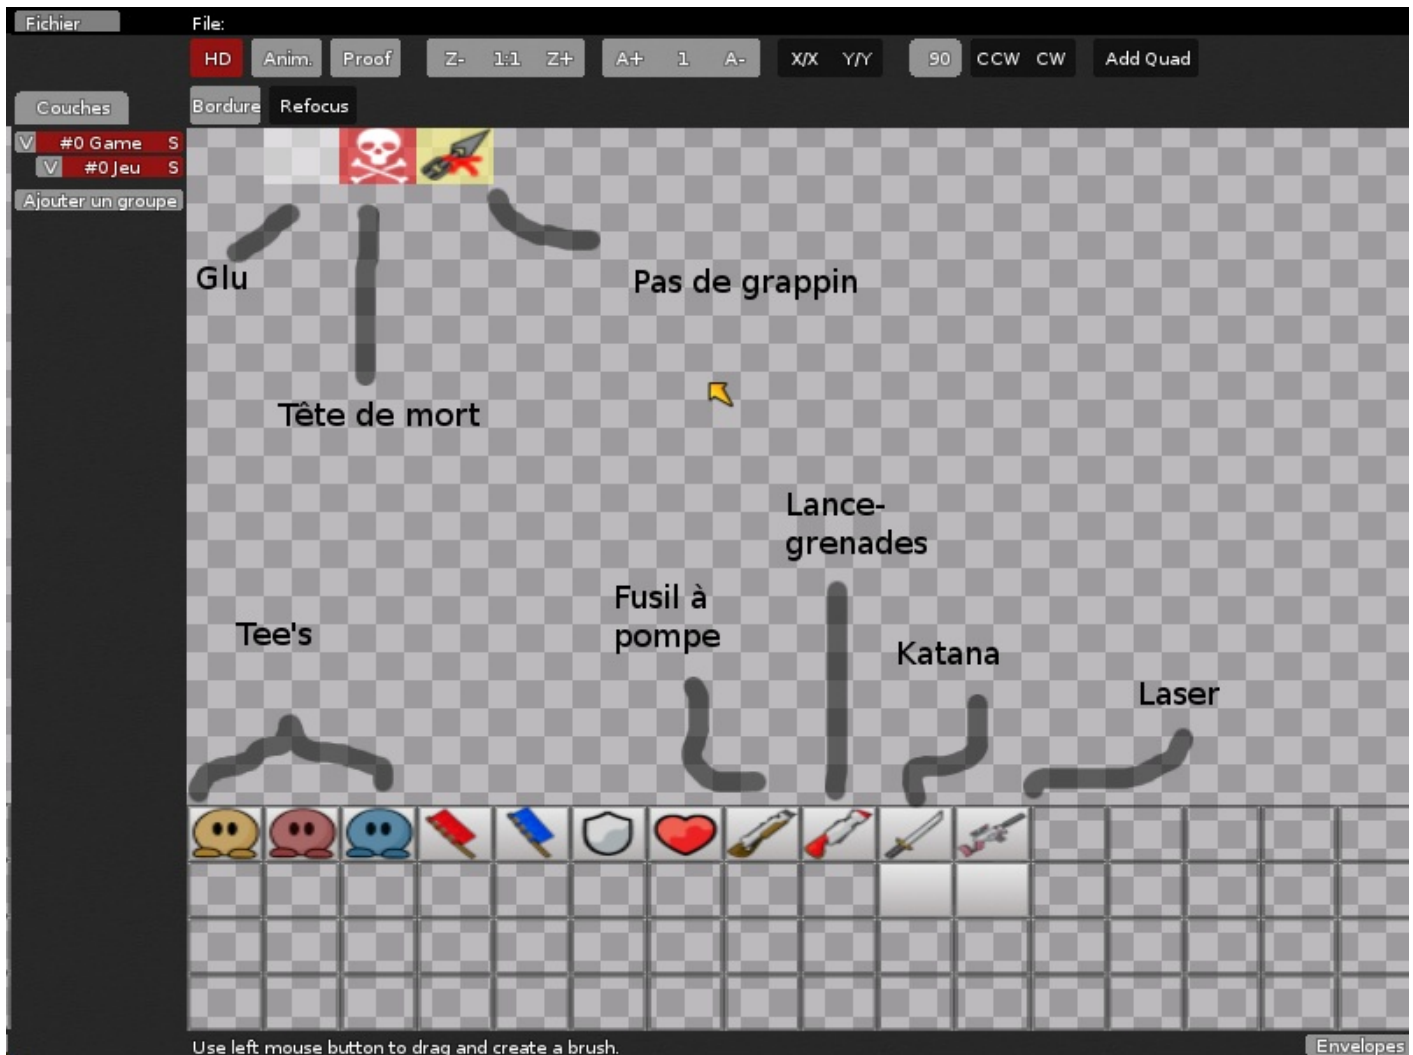 Fichier
File:
HD Anim. Proof Z- 1:1 Z+ A+ 1 A- X/X Y/Y 90 CCW CW Add Quad
Couches
Bordure Refocus
V #0 Game S
V #0 Jeu S
Ajouter un groupe
Glu
Pas de grappin
Tête de mort
Lance-
grenades
Fusil à
pompe
Tee's
Katana
Laser
Use left mouse button to drag and create a brush.
Envelopes